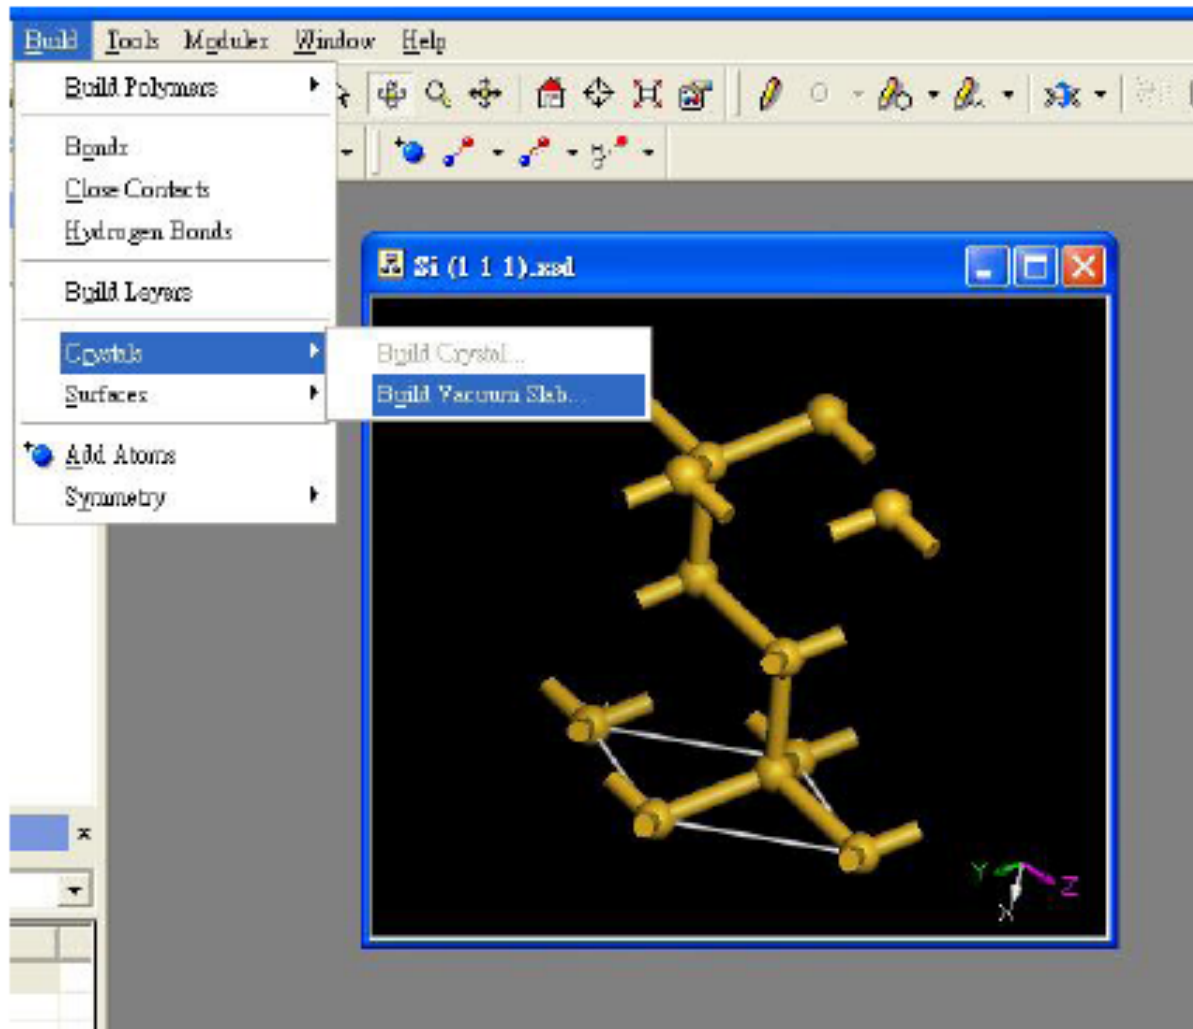 Build Tools Modules Window Help
Build Polymers
Bonds
Close Contacts
Hydrogen Bonds
Build Layers
Crystals
Build Crystal...
Surfaces
Build Vacuum Slab...
Add Atoms
Symmetry
Si (1 1 1).xsd
Y
Z
X